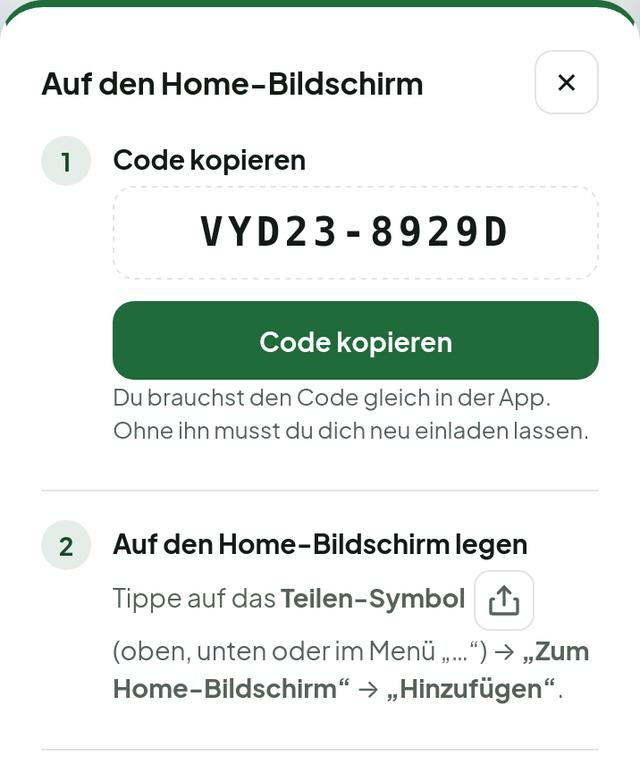 Auf den Home-Bildschirm
×
1
Code kopieren
VYD23-8929D
Code kopieren
Du brauchst den Code gleich in der App.
Ohne ihn musst du dich neu einladen lassen.
2
Auf den Home-Bildschirm legen
Tippe auf das Teilen-Symbol
(oben, unten oder im Menü „…“) → „Zum
Home-Bildschirm“ → „Hinzufügen“.